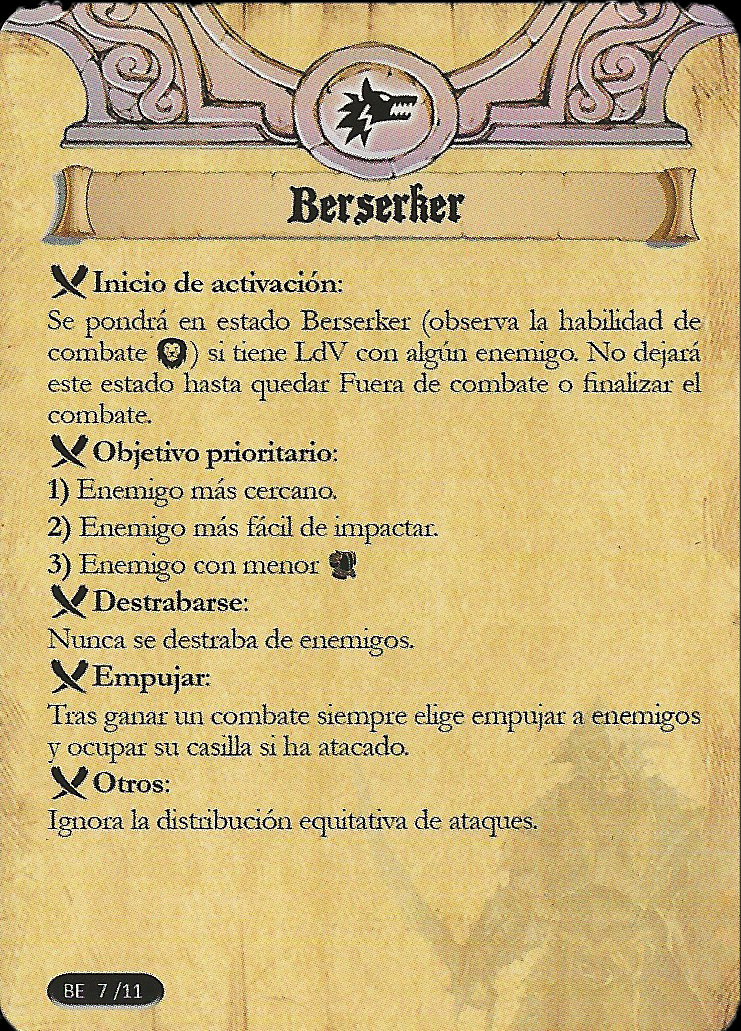 Berserker
Inicio de activación:
Se pondrá en estado Berserker (observa la habilidad de
combate ) si tiene LdV con algún enemigo. No dejará
este estado hasta quedar Fuera de combate o finalizar el
combate.
Objetivo prioritario:
1) Enemigo más cercano.
2) Enemigo más fácil de impactar.
3) Enemigo con menor
Destrabarse:
Nunca se destraba de enemigos.
Empujar:
Tras ganar un combate siempre elige empujar a enemigos
y ocupar su casilla si ha atacado.
Otros:
Ignora la distribución equitativa de ataques.
BE 7 /11